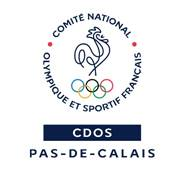 COMITÉ NATIONAL
OLYMPIQUE ET SPORTIF FRANÇAIS
CDOS
PAS-DE-CALAIS